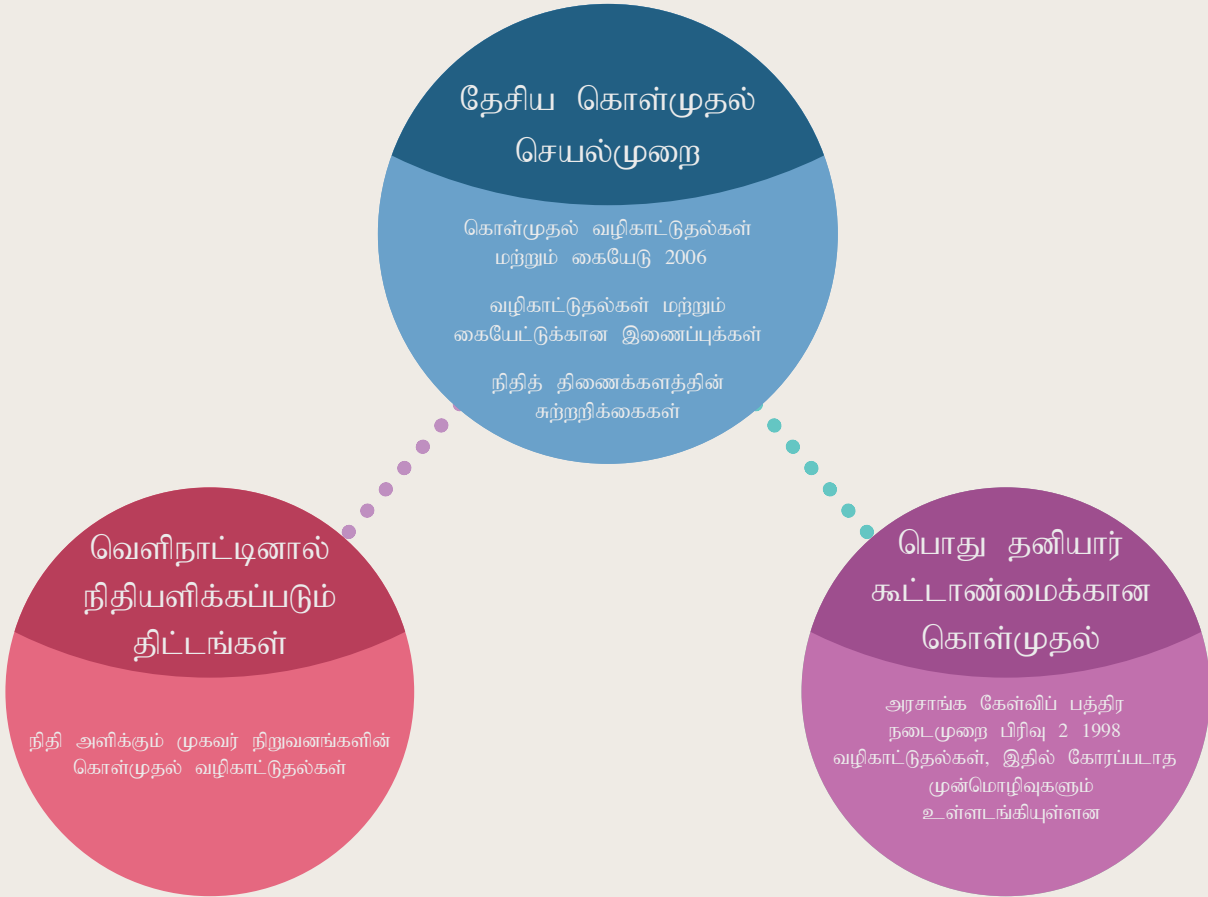 தேசிய கொள்முதல்
செயல்முறை
கொள்முதல் வழிகாட்டுதல்கள்
மற்றும் கையேடு 2006
வழிகாட்டுதல்கள் மற்றும்
கையேட்டுக்கான இணைப்புக்கள்
நிதித் திணைக்களத்தின்
சுற்றறிக்கைகள்
வெளிநாட்டினால்
நிதியளிக்கப்படும்
திட்டங்கள்
நிதி அளிக்கும் முகவர் நிறுவனங்களின்
கொள்முதல் வழிகாட்டுதல்கள்
பொது தனியார்
கூட்டாண்மைக்கான
கொள்முதல்
அரசாங்க கேள்விப் பத்திர
நடைமுறை பிரிவு 2 1998
வழிகாட்டுதல்கள், இதில் கோரப்படாத
முன்மொழிவுகளும்
உள்ளடங்கியுள்ளன